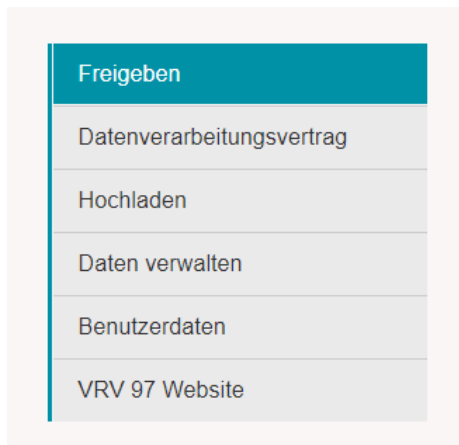 Freigeben
Datenverarbeitungsvertrag
Hochladen
Daten verwalten
Benutzerdaten
VRV 97 Website